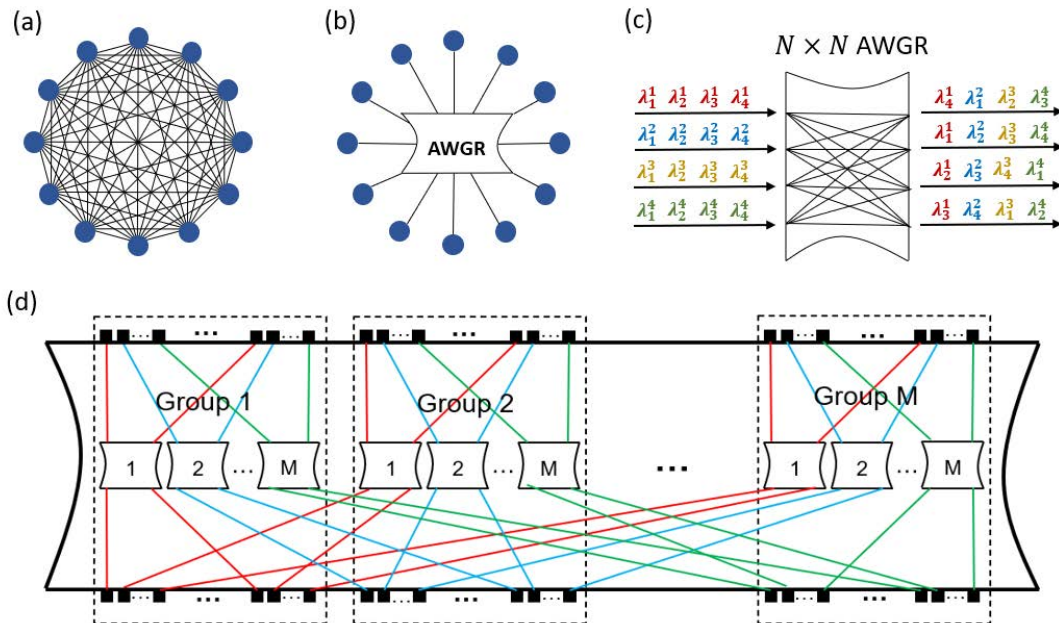 (a)
(b)
AWGR
(c)
N × N AWGR
λ₁¹ λ₂¹ λ₃¹ λ₄¹
λ₄¹ λ₁² λ₂³ λ₃⁴
λ₁² λ₂² λ₃² λ₄²
λ₁¹ λ₂² λ₃³ λ₄⁴
λ₁³ λ₂³ λ₃³ λ₄³
λ₂¹ λ₃² λ₄³ λ₁⁴
λ₁⁴ λ₂⁴ λ₃⁴ λ₄⁴
λ₃¹ λ₄² λ₁³ λ₂⁴
(d)
Group 1
Group 2
Group M
1 2 ... M
1 2 ... M
...
1 2 ... M